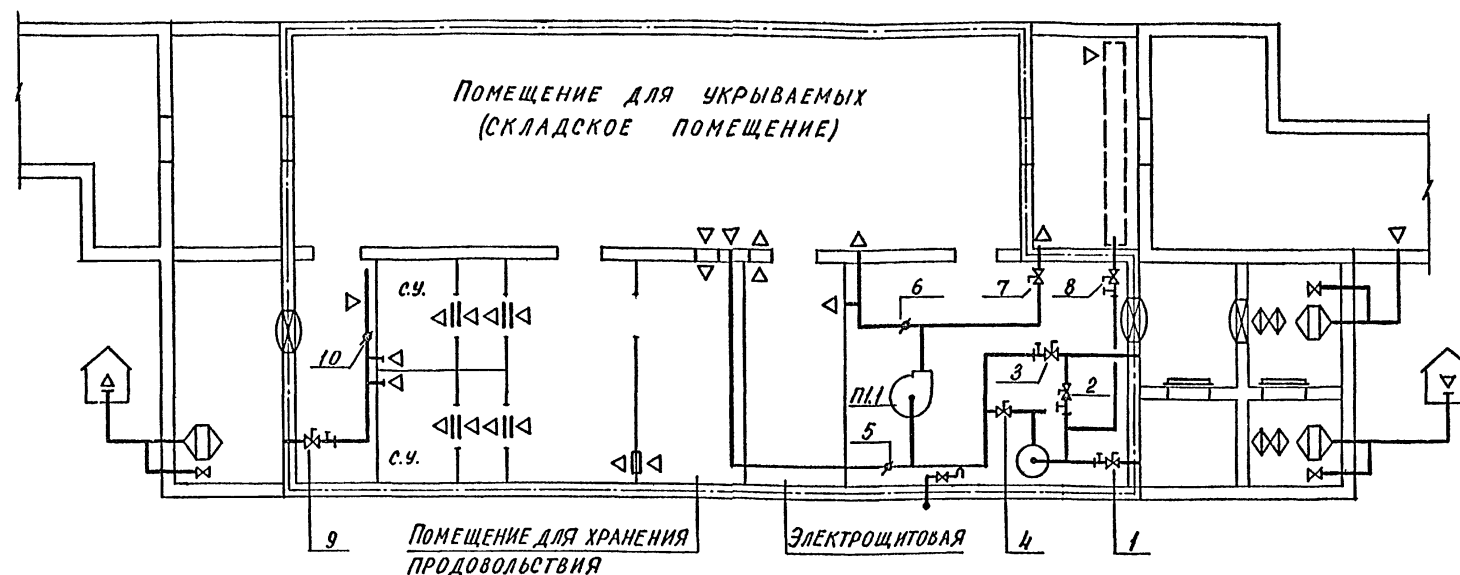 ПОМЕЩЕНИЕ ДЛЯ УКРЫВАЕМЫХ
(СКЛАДСКОЕ ПОМЕЩЕНИЕ)
С.У.
6
7
8
10
3
2
П1.1
5
С.У.
9
ПОМЕЩЕНИЕ ДЛЯ ХРАНЕНИЯ
ПРОДОВОЛЬСТВИЯ
ЭЛЕКТРОЩИТОВАЯ
4
1